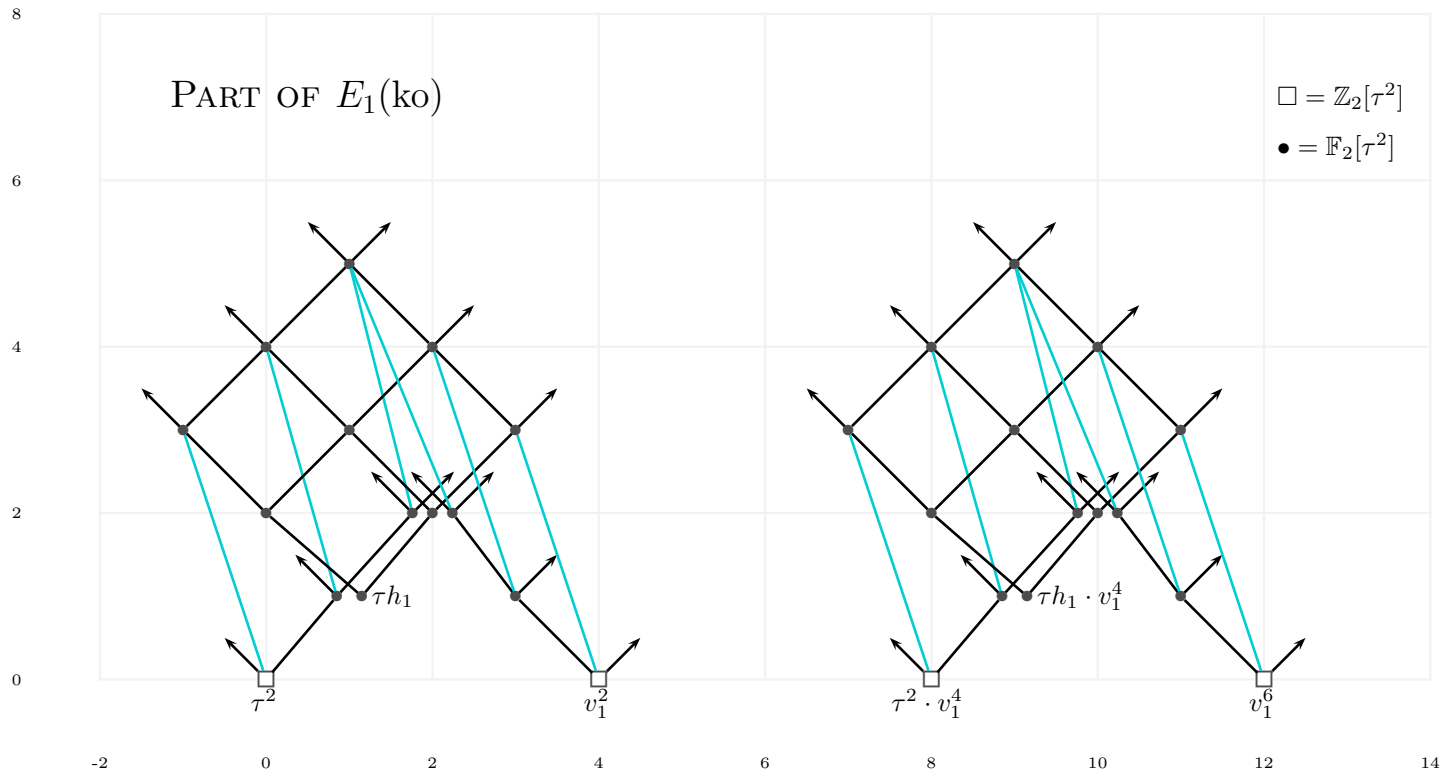 8
PART OF E₁(ko)
□ = ℤ₂[τ²]
● = 𝔽₂[τ²]
6
4
2
τh₁
τh₁ · v₁⁴
0
τ²
v₁²
τ² · v₁⁴
v₁⁶
-2 0 2 4 6 8 10 12 14